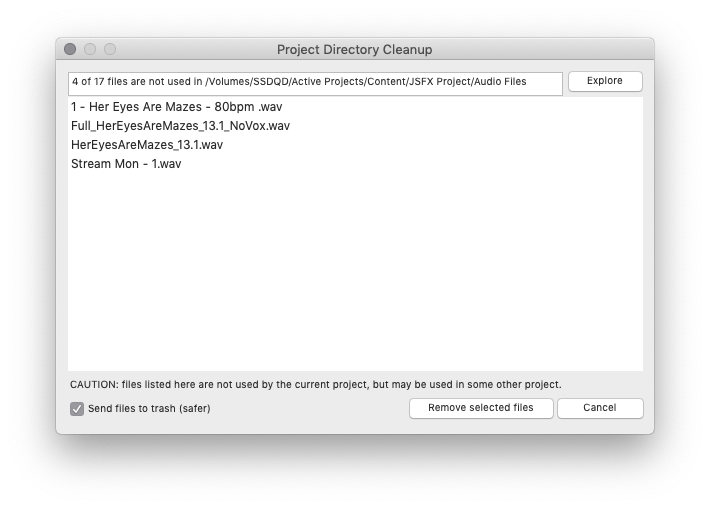 Project Directory Cleanup
4 of 17 files are not used in /Volumes/SSDQD/Active Projects/Content/JSFX Project/Audio Files
Explore
1 - Her Eyes Are Mazes - 80bpm .wav
Full_HerEyesAreMazes_13.1_NoVox.wav
HerEyesAreMazes_13.1.wav
Stream Mon - 1.wav
CAUTION: files listed here are not used by the current project, but may be used in some other project.
Send files to trash (safer)
Remove selected files
Cancel